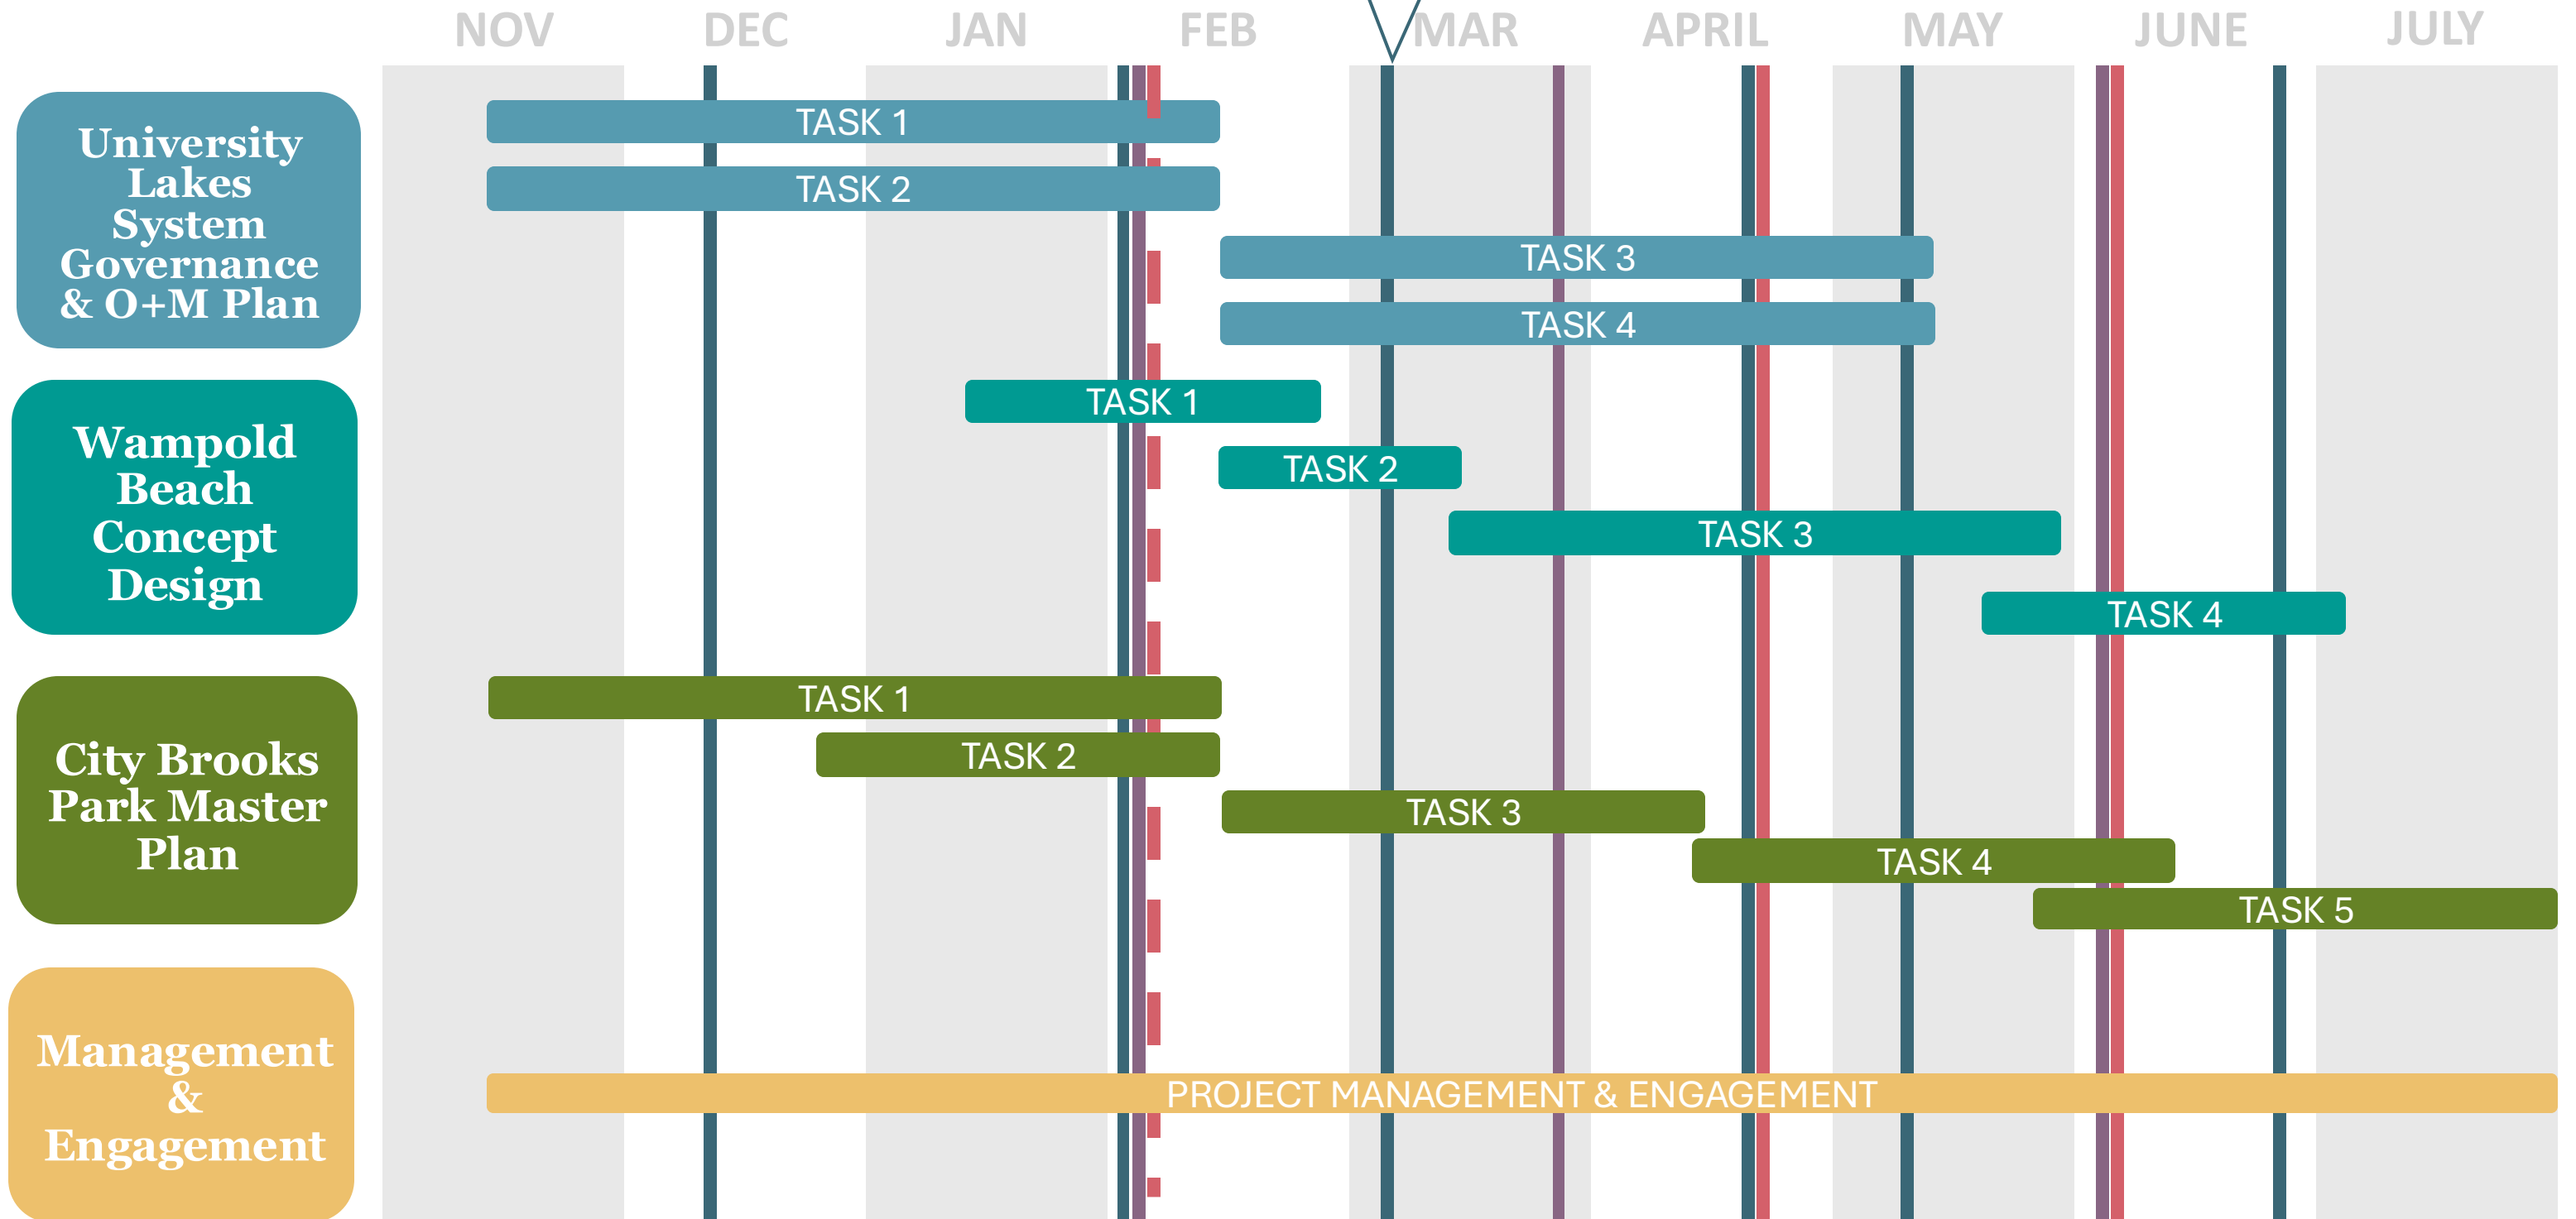 NOV DEC JAN FEB MAR APRIL MAY JUNE JULY
University
Lakes
System
Governance
& O+M Plan
TASK 1
TASK 2
TASK 3
TASK 4
Wampold
Beach
Concept
Design
TASK 1
TASK 2
TASK 3
TASK 4
City Brooks
Park Master
Plan
TASK 1
TASK 2
TASK 3
TASK 4
TASK 5
Management
&
Engagement
PROJECT MANAGEMENT & ENGAGEMENT